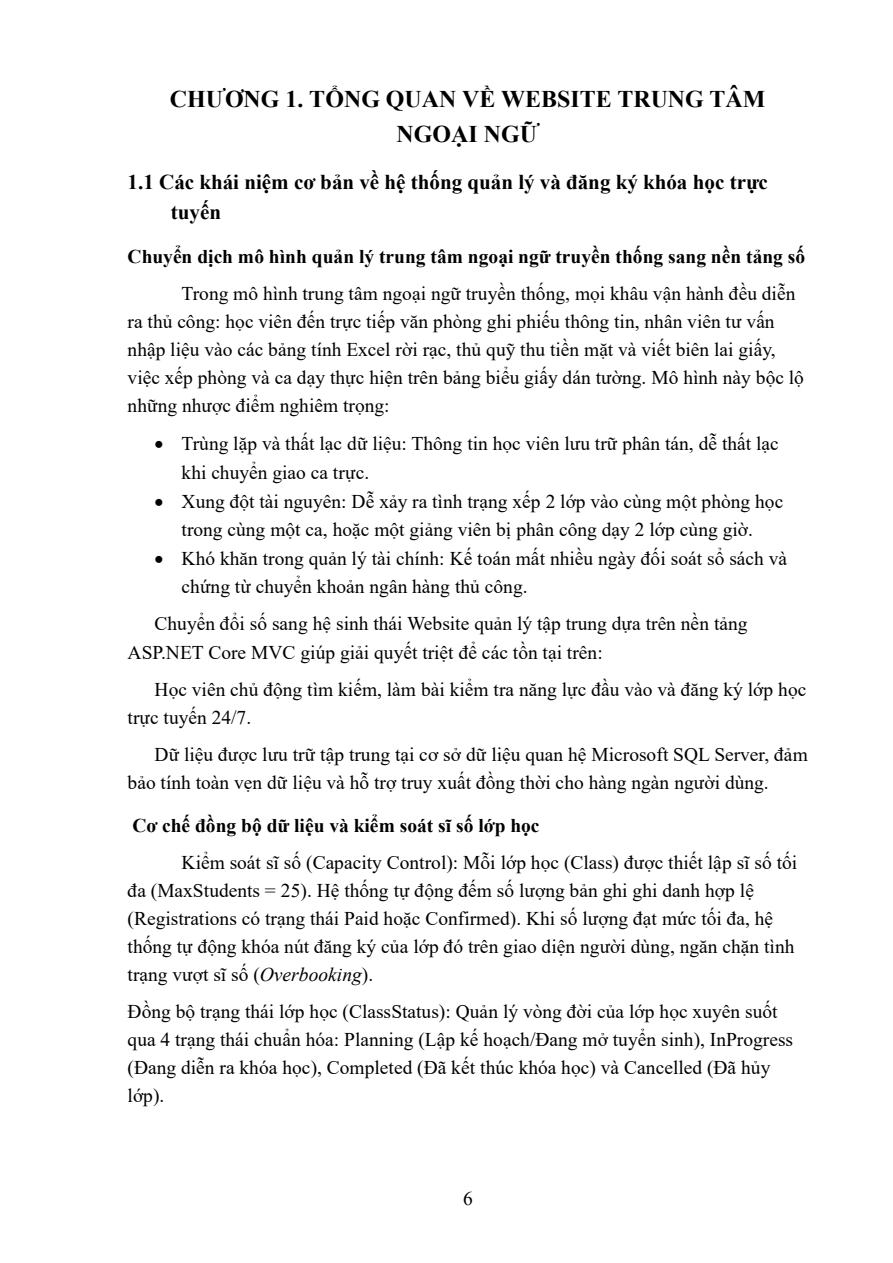 CHƯƠNG 1. TỔNG QUAN VỀ WEBSITE TRUNG TÂM
NGOẠI NGỮ
1.1 Các khái niệm cơ bản về hệ thống quản lý và đăng ký khóa học trực
tuyến
Chuyển dịch mô hình quản lý trung tâm ngoại ngữ truyền thống sang nền tảng số
Trong mô hình trung tâm ngoại ngữ truyền thống, mọi khâu vận hành đều diễn
ra thủ công: học viên đến trực tiếp văn phòng ghi phiếu thông tin, nhân viên tư vấn
nhập liệu vào các bảng tính Excel rời rạc, thủ quỹ thu tiền mặt và viết biên lai giấy,
việc xếp phòng và ca dạy thực hiện trên bảng biểu giấy dán tường. Mô hình này bộc lộ
những nhược điểm nghiêm trọng:
• Trùng lặp và thất lạc dữ liệu: Thông tin học viên lưu trữ phân tán, dễ thất lạc
khi chuyển giao ca trực.
• Xung đột tài nguyên: Dễ xảy ra tình trạng xếp 2 lớp vào cùng một phòng học
trong cùng một ca, hoặc một giảng viên bị phân công dạy 2 lớp cùng giờ.
• Khó khăn trong quản lý tài chính: Kế toán mất nhiều ngày đối soát sổ sách và
chứng từ chuyển khoản ngân hàng thủ công.
Chuyển đổi số sang hệ sinh thái Website quản lý tập trung dựa trên nền tảng
ASP.NET Core MVC giúp giải quyết triệt để các tồn tại trên:
Học viên chủ động tìm kiếm, làm bài kiểm tra năng lực đầu vào và đăng ký lớp học
trực tuyến 24/7.
Dữ liệu được lưu trữ tập trung tại cơ sở dữ liệu quan hệ Microsoft SQL Server, đảm
bảo tính toàn vẹn dữ liệu và hỗ trợ truy xuất đồng thời cho hàng ngàn người dùng.
Cơ chế đồng bộ dữ liệu và kiểm soát sĩ số lớp học
Kiểm soát sĩ số (Capacity Control): Mỗi lớp học (Class) được thiết lập sĩ số tối
đa (MaxStudents = 25). Hệ thống tự động đếm số lượng bản ghi ghi danh hợp lệ
(Registrations có trạng thái Paid hoặc Confirmed). Khi số lượng đạt mức tối đa, hệ
thống tự động khóa nút đăng ký của lớp đó trên giao diện người dùng, ngăn chặn tình
trạng vượt sĩ số (Overbooking).
Đồng bộ trạng thái lớp học (ClassStatus): Quản lý vòng đời của lớp học xuyên suốt
qua 4 trạng thái chuẩn hóa: Planning (Lập kế hoạch/Đang mở tuyển sinh), InProgress
(Đang diễn ra khóa học), Completed (Đã kết thúc khóa học) và Cancelled (Đã hủy
lớp).
6